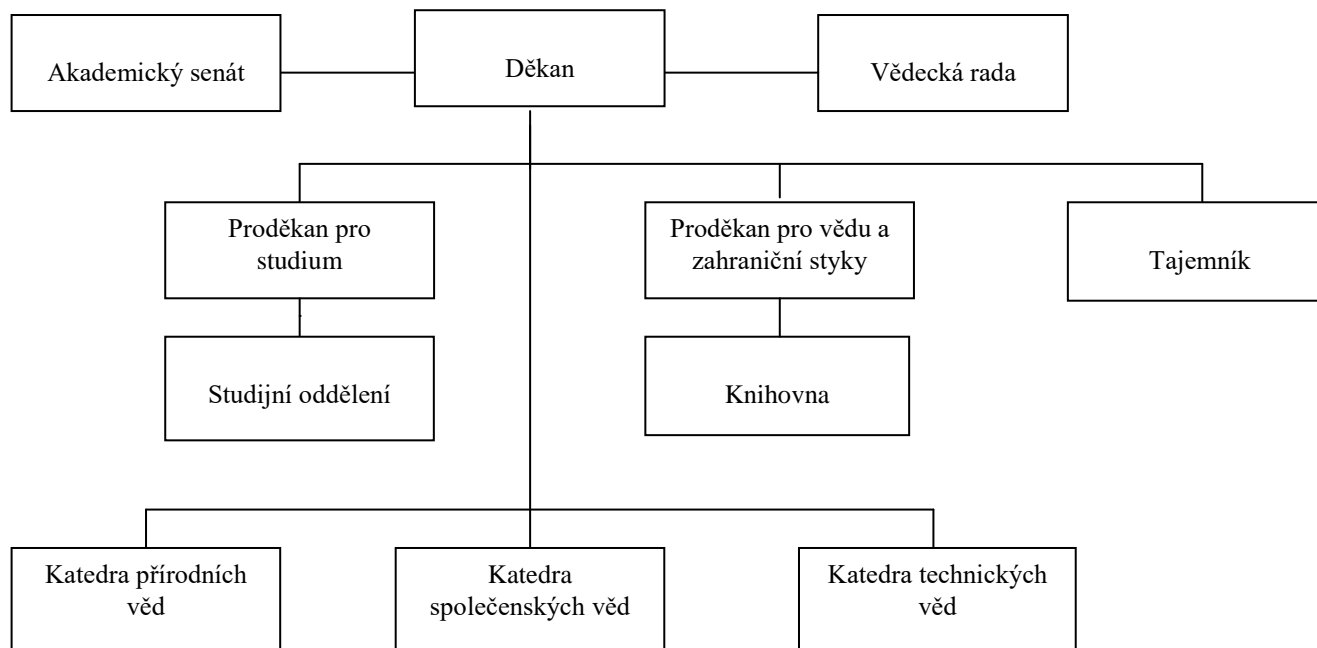 Akademický senát
Děkan
Vědecká rada
Proděkan pro
studium
Proděkan pro vědu a
zahraniční styky
Tajemník
Studijní oddělení
Knihovna
Katedra přírodních
věd
Katedra
společenských věd
Katedra technických
věd